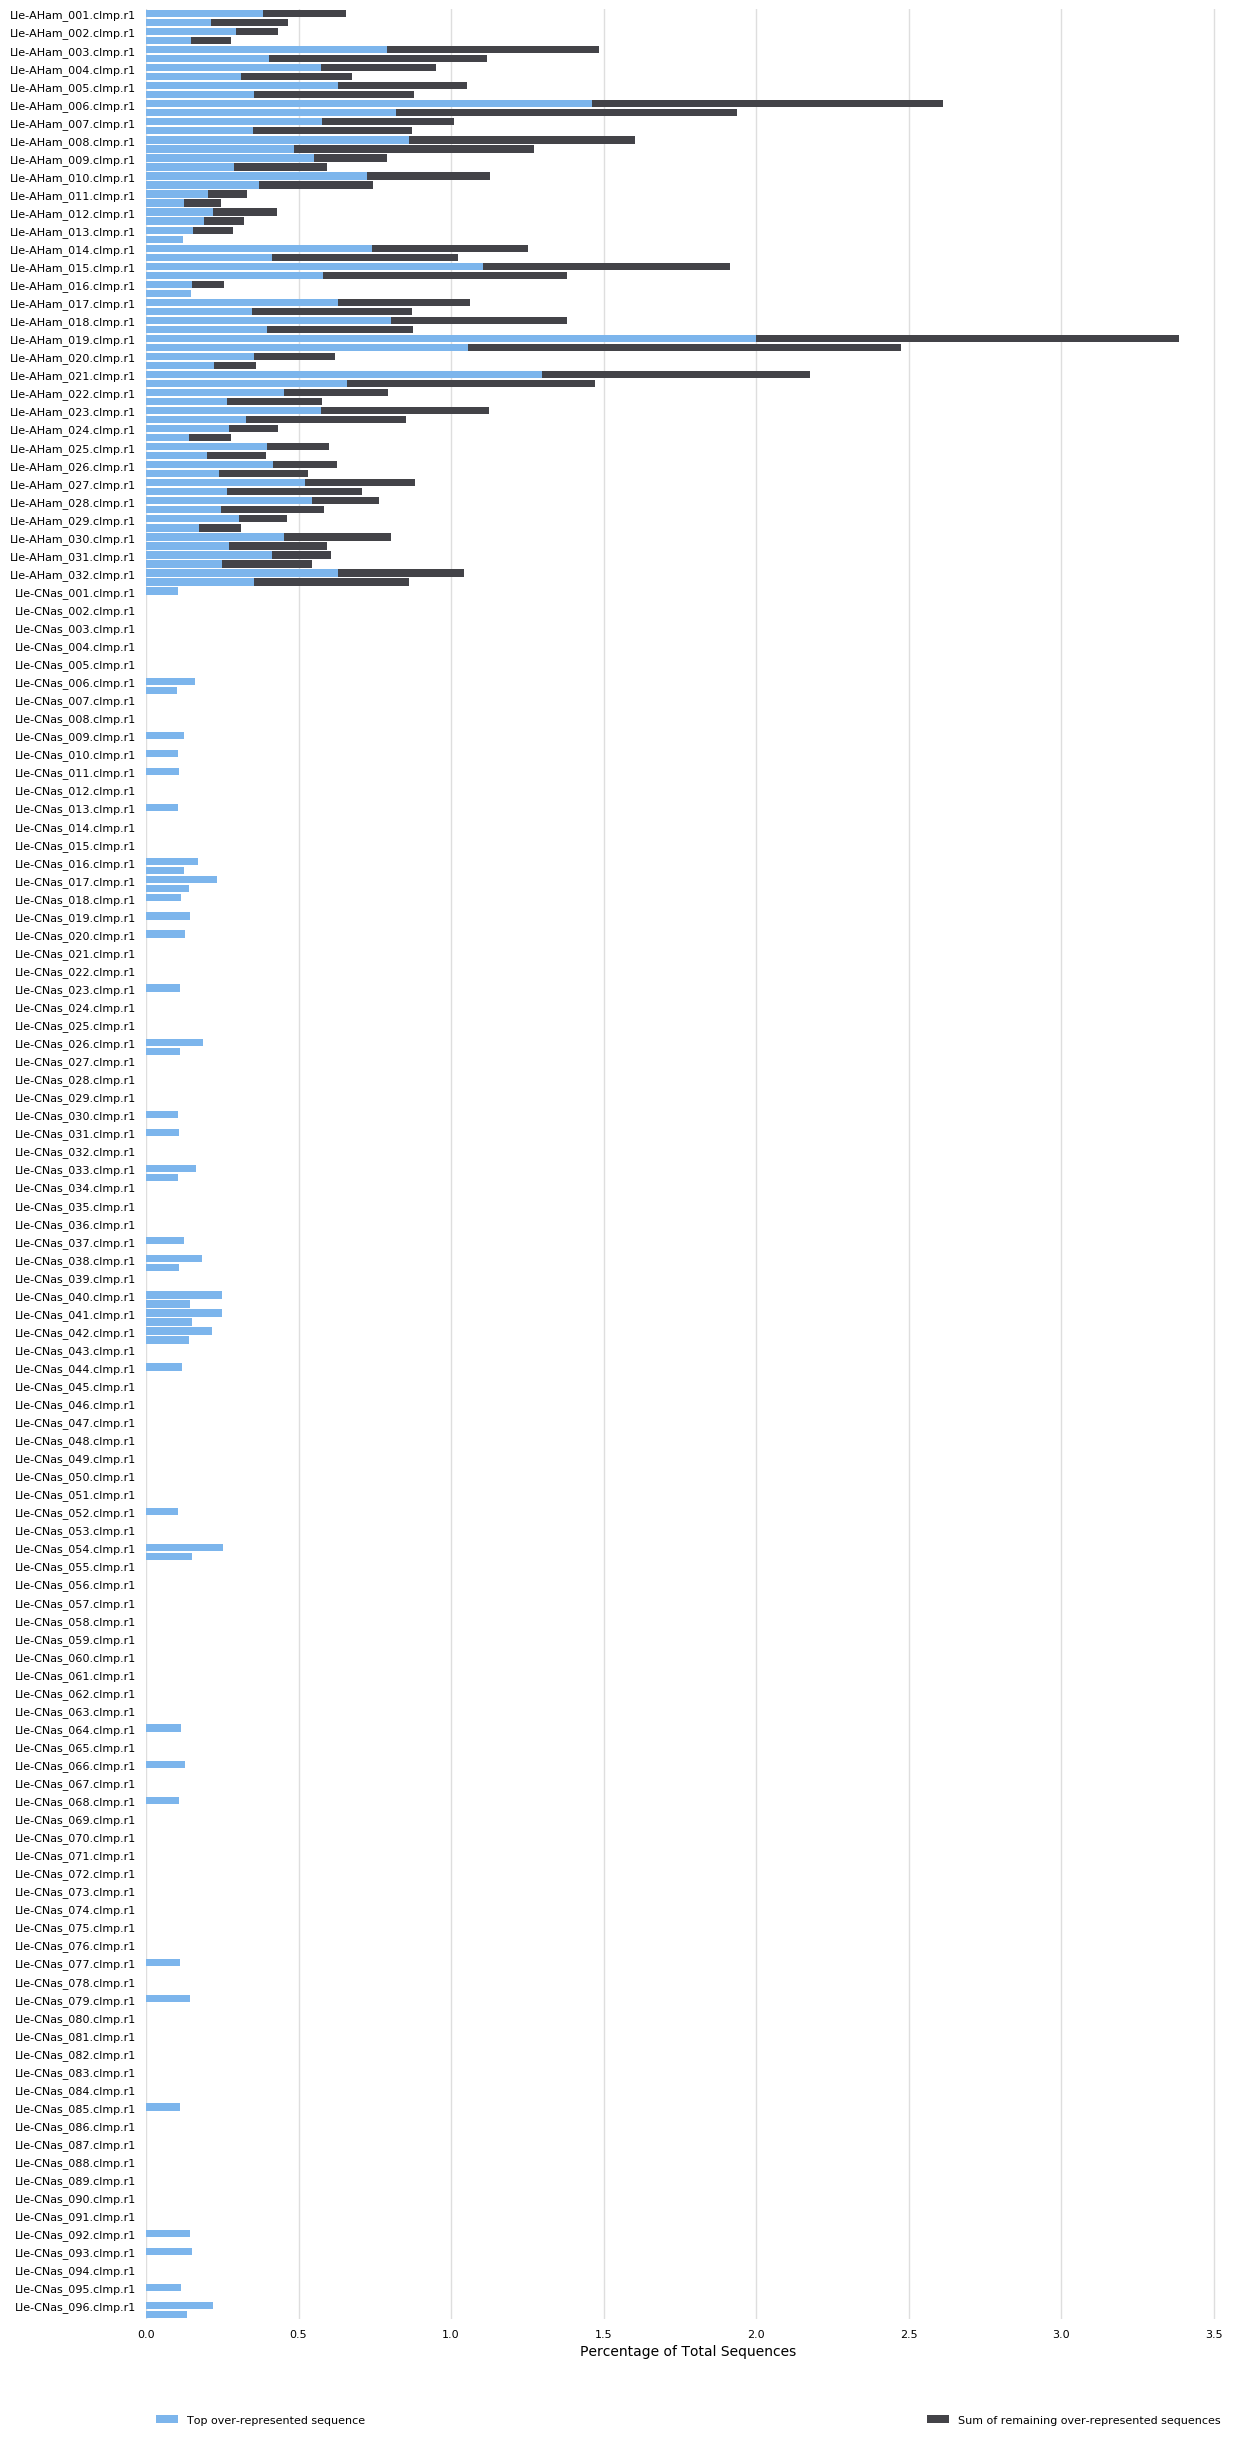 Lle-AHam_001.clmp.r1
Lle-AHam_002.clmp.r1
Lle-AHam_003.clmp.r1
Lle-AHam_004.clmp.r1
Lle-AHam_005.clmp.r1
Lle-AHam_006.clmp.r1
Lle-AHam_007.clmp.r1
Lle-AHam_008.clmp.r1
Lle-AHam_009.clmp.r1
Lle-AHam_010.clmp.r1
Lle-AHam_011.clmp.r1
Lle-AHam_012.clmp.r1
Lle-AHam_013.clmp.r1
Lle-AHam_014.clmp.r1
Lle-AHam_015.clmp.r1
Lle-AHam_016.clmp.r1
Lle-AHam_017.clmp.r1
Lle-AHam_018.clmp.r1
Lle-AHam_019.clmp.r1
Lle-AHam_020.clmp.r1
Lle-AHam_021.clmp.r1
Lle-AHam_022.clmp.r1
Lle-AHam_023.clmp.r1
Lle-AHam_024.clmp.r1
Lle-AHam_025.clmp.r1
Lle-AHam_026.clmp.r1
Lle-AHam_027.clmp.r1
Lle-AHam_028.clmp.r1
Lle-AHam_029.clmp.r1
Lle-AHam_030.clmp.r1
Lle-AHam_031.clmp.r1
Lle-AHam_032.clmp.r1
Lle-CNas_001.clmp.r1
Lle-CNas_002.clmp.r1
Lle-CNas_003.clmp.r1
Lle-CNas_004.clmp.r1
Lle-CNas_005.clmp.r1
Lle-CNas_006.clmp.r1
Lle-CNas_007.clmp.r1
Lle-CNas_008.clmp.r1
Lle-CNas_009.clmp.r1
Lle-CNas_010.clmp.r1
Lle-CNas_011.clmp.r1
Lle-CNas_012.clmp.r1
Lle-CNas_013.clmp.r1
Lle-CNas_014.clmp.r1
Lle-CNas_015.clmp.r1
Lle-CNas_016.clmp.r1
Lle-CNas_017.clmp.r1
Lle-CNas_018.clmp.r1
Lle-CNas_019.clmp.r1
Lle-CNas_020.clmp.r1
Lle-CNas_021.clmp.r1
Lle-CNas_022.clmp.r1
Lle-CNas_023.clmp.r1
Lle-CNas_024.clmp.r1
Lle-CNas_025.clmp.r1
Lle-CNas_026.clmp.r1
Lle-CNas_027.clmp.r1
Lle-CNas_028.clmp.r1
Lle-CNas_029.clmp.r1
Lle-CNas_030.clmp.r1
Lle-CNas_031.clmp.r1
Lle-CNas_032.clmp.r1
Lle-CNas_033.clmp.r1
Lle-CNas_034.clmp.r1
Lle-CNas_035.clmp.r1
Lle-CNas_036.clmp.r1
Lle-CNas_037.clmp.r1
Lle-CNas_038.clmp.r1
Lle-CNas_039.clmp.r1
Lle-CNas_040.clmp.r1
Lle-CNas_041.clmp.r1
Lle-CNas_042.clmp.r1
Lle-CNas_043.clmp.r1
Lle-CNas_044.clmp.r1
Lle-CNas_045.clmp.r1
Lle-CNas_046.clmp.r1
Lle-CNas_047.clmp.r1
Lle-CNas_048.clmp.r1
Lle-CNas_049.clmp.r1
Lle-CNas_050.clmp.r1
Lle-CNas_051.clmp.r1
Lle-CNas_052.clmp.r1
Lle-CNas_053.clmp.r1
Lle-CNas_054.clmp.r1
Lle-CNas_055.clmp.r1
Lle-CNas_056.clmp.r1
Lle-CNas_057.clmp.r1
Lle-CNas_058.clmp.r1
Lle-CNas_059.clmp.r1
Lle-CNas_060.clmp.r1
Lle-CNas_061.clmp.r1
Lle-CNas_062.clmp.r1
Lle-CNas_063.clmp.r1
Lle-CNas_064.clmp.r1
Lle-CNas_065.clmp.r1
Lle-CNas_066.clmp.r1
Lle-CNas_067.clmp.r1
Lle-CNas_068.clmp.r1
Lle-CNas_069.clmp.r1
Lle-CNas_070.clmp.r1
Lle-CNas_071.clmp.r1
Lle-CNas_072.clmp.r1
Lle-CNas_073.clmp.r1
Lle-CNas_074.clmp.r1
Lle-CNas_075.clmp.r1
Lle-CNas_076.clmp.r1
Lle-CNas_077.clmp.r1
Lle-CNas_078.clmp.r1
Lle-CNas_079.clmp.r1
Lle-CNas_080.clmp.r1
Lle-CNas_081.clmp.r1
Lle-CNas_082.clmp.r1
Lle-CNas_083.clmp.r1
Lle-CNas_084.clmp.r1
Lle-CNas_085.clmp.r1
Lle-CNas_086.clmp.r1
Lle-CNas_087.clmp.r1
Lle-CNas_088.clmp.r1
Lle-CNas_089.clmp.r1
Lle-CNas_090.clmp.r1
Lle-CNas_091.clmp.r1
Lle-CNas_092.clmp.r1
Lle-CNas_093.clmp.r1
Lle-CNas_094.clmp.r1
Lle-CNas_095.clmp.r1
Lle-CNas_096.clmp.r1
0.0 0.5 1.0 1.5 2.0 2.5 3.0 3.5
Percentage of Total Sequences
Top over-represented sequence Sum of remaining over-represented sequences